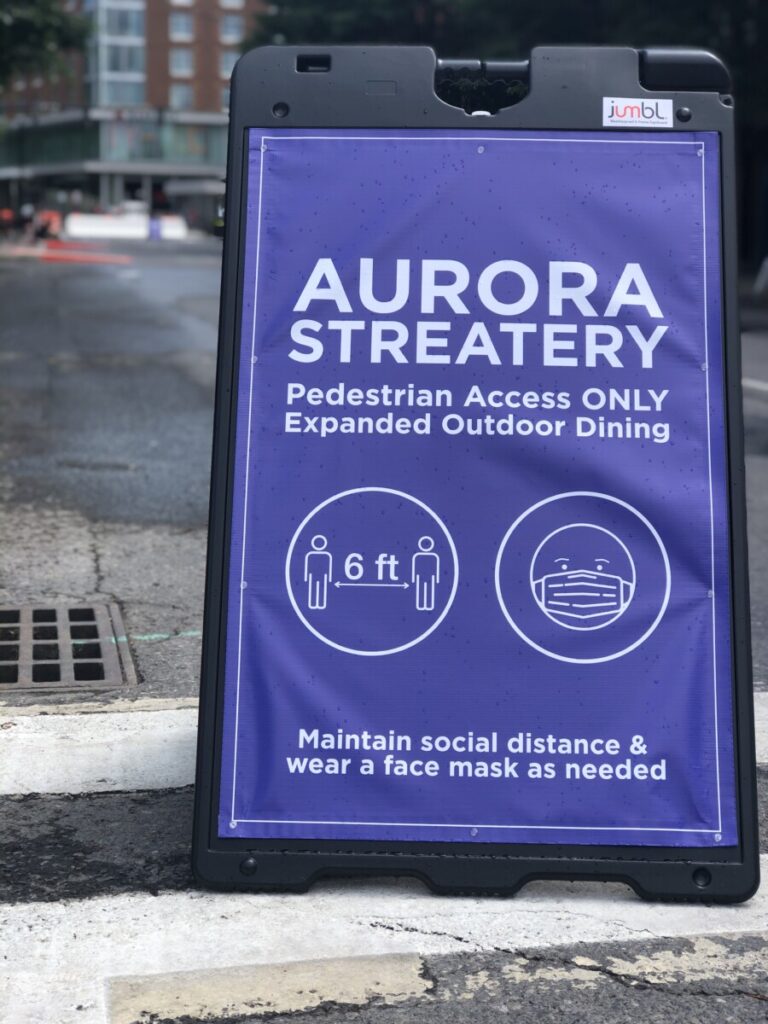 jumbl
AURORA
STREATERY
Pedestrian Access ONLY
Expanded Outdoor Dining
6 ft
Maintain social distance &
wear a face mask as needed